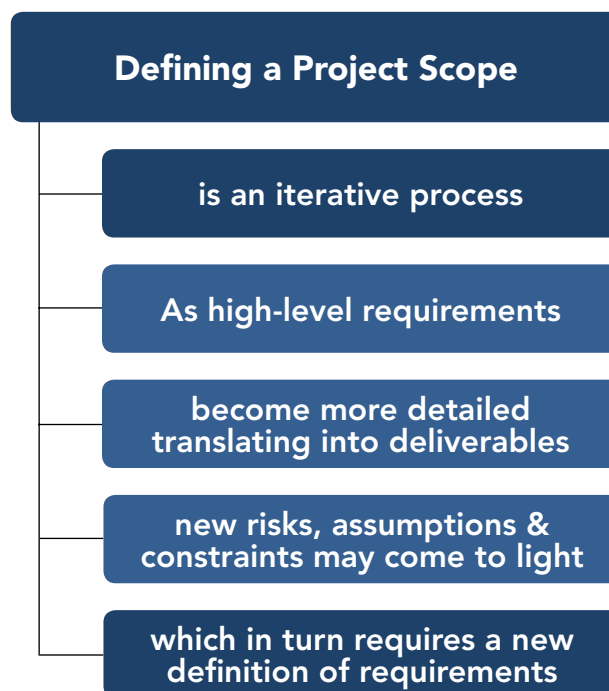 Defining a Project Scope
is an iterative process
As high-level requirements
become more detailed
translating into deliverables
new risks, assumptions &
constraints may come to light
which in turn requires a new
definition of requirements